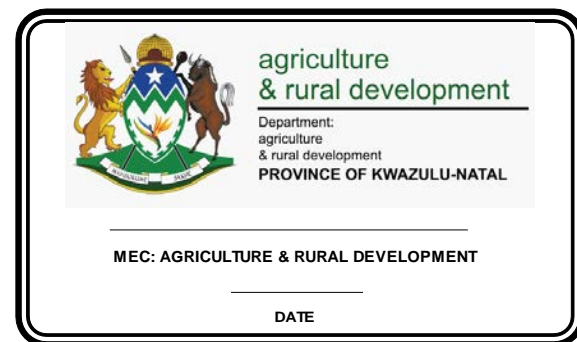 agriculture
& rural development
Department:
agriculture
& rural development
PROVINCE OF KWAZULU-NATAL
MEC: AGRICULTURE & RURAL DEVELOPMENT
DATE